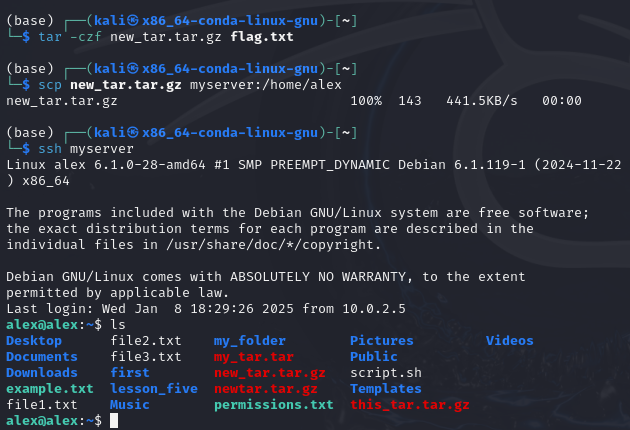 (base) ┌──(kali㉿x86_64-conda-linux-gnu)-[~]
└─$ tar -czf new_tar.tar.gz flag.txt
(base) ┌──(kali㉿x86_64-conda-linux-gnu)-[~]
└─$ scp new_tar.tar.gz myserver:/home/alex
new_tar.tar.gz 100% 143 441.5KB/s 00:00
(base) ┌──(kali㉿x86_64-conda-linux-gnu)-[~]
└─$ ssh myserver
Linux alex 6.1.0-28-amd64 #1 SMP PREEMPT_DYNAMIC Debian 6.1.119-1 (2024-11-22
) x86_64
The programs included with the Debian GNU/Linux system are free software;
the exact distribution terms for each program are described in the
individual files in /usr/share/doc/*/copyright.
Debian GNU/Linux comes with ABSOLUTELY NO WARRANTY, to the extent
permitted by applicable law.
Last login: Wed Jan  8 18:29:26 2025 from 10.0.2.5
alex@alex:~$ ls
Desktop file2.txt my_folder Pictures Videos
Documents file3.txt my_tar.tar Public
Downloads first new_tar.tar.gz script.sh
example.txt lesson_five newtar.tar.gz Templates
file1.txt Music permissions.txt this_tar.tar.gz
alex@alex:~$